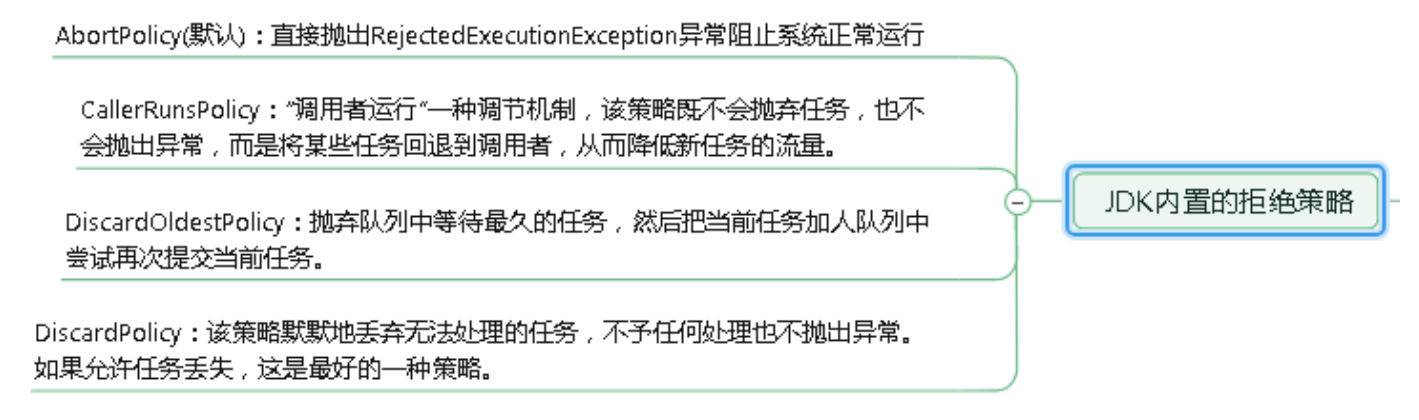 AbortPolicy(默认)：直接抛出RejectedExecutionException异常阻止系统正常运行
CallerRunsPolicy："调用者运行"一种调节机制，该策略既不会抛弃任务，也不
会抛出异常，而是将某些任务回退到调用者，从而降低新任务的流量。
DiscardOldestPolicy：抛弃队列中等待最久的任务，然后把当前任务加人队列中
尝试再次提交当前任务。
DiscardPolicy：该策略默默地丢弃无法处理的任务，不予任何处理也不抛出异常。
如果允许任务丢失，这是最好的一种策略。
JDK内置的拒绝策略